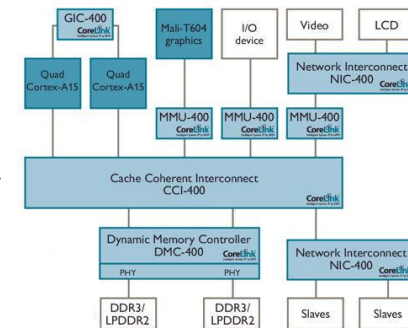 GIC-400
CoreLink
Mali-T604
graphics
I/O
device
Video
LCD
Quad
Cortex-A15
Quad
Cortex-A15
Network Interconnect
NIC-400
CoreLink
MMU-400
CoreLink
MMU-400
CoreLink
MMU-400
CoreLink
Cache Coherent Interconnect
CCI-400
CoreLink
Dynamic Memory Controller
DMC-400
CoreLink
PHY
PHY
Network Interconnect
NIC-400
CoreLink
DDR3/
LPDDR2
DDR3/
LPDDR2
Slaves
Slaves